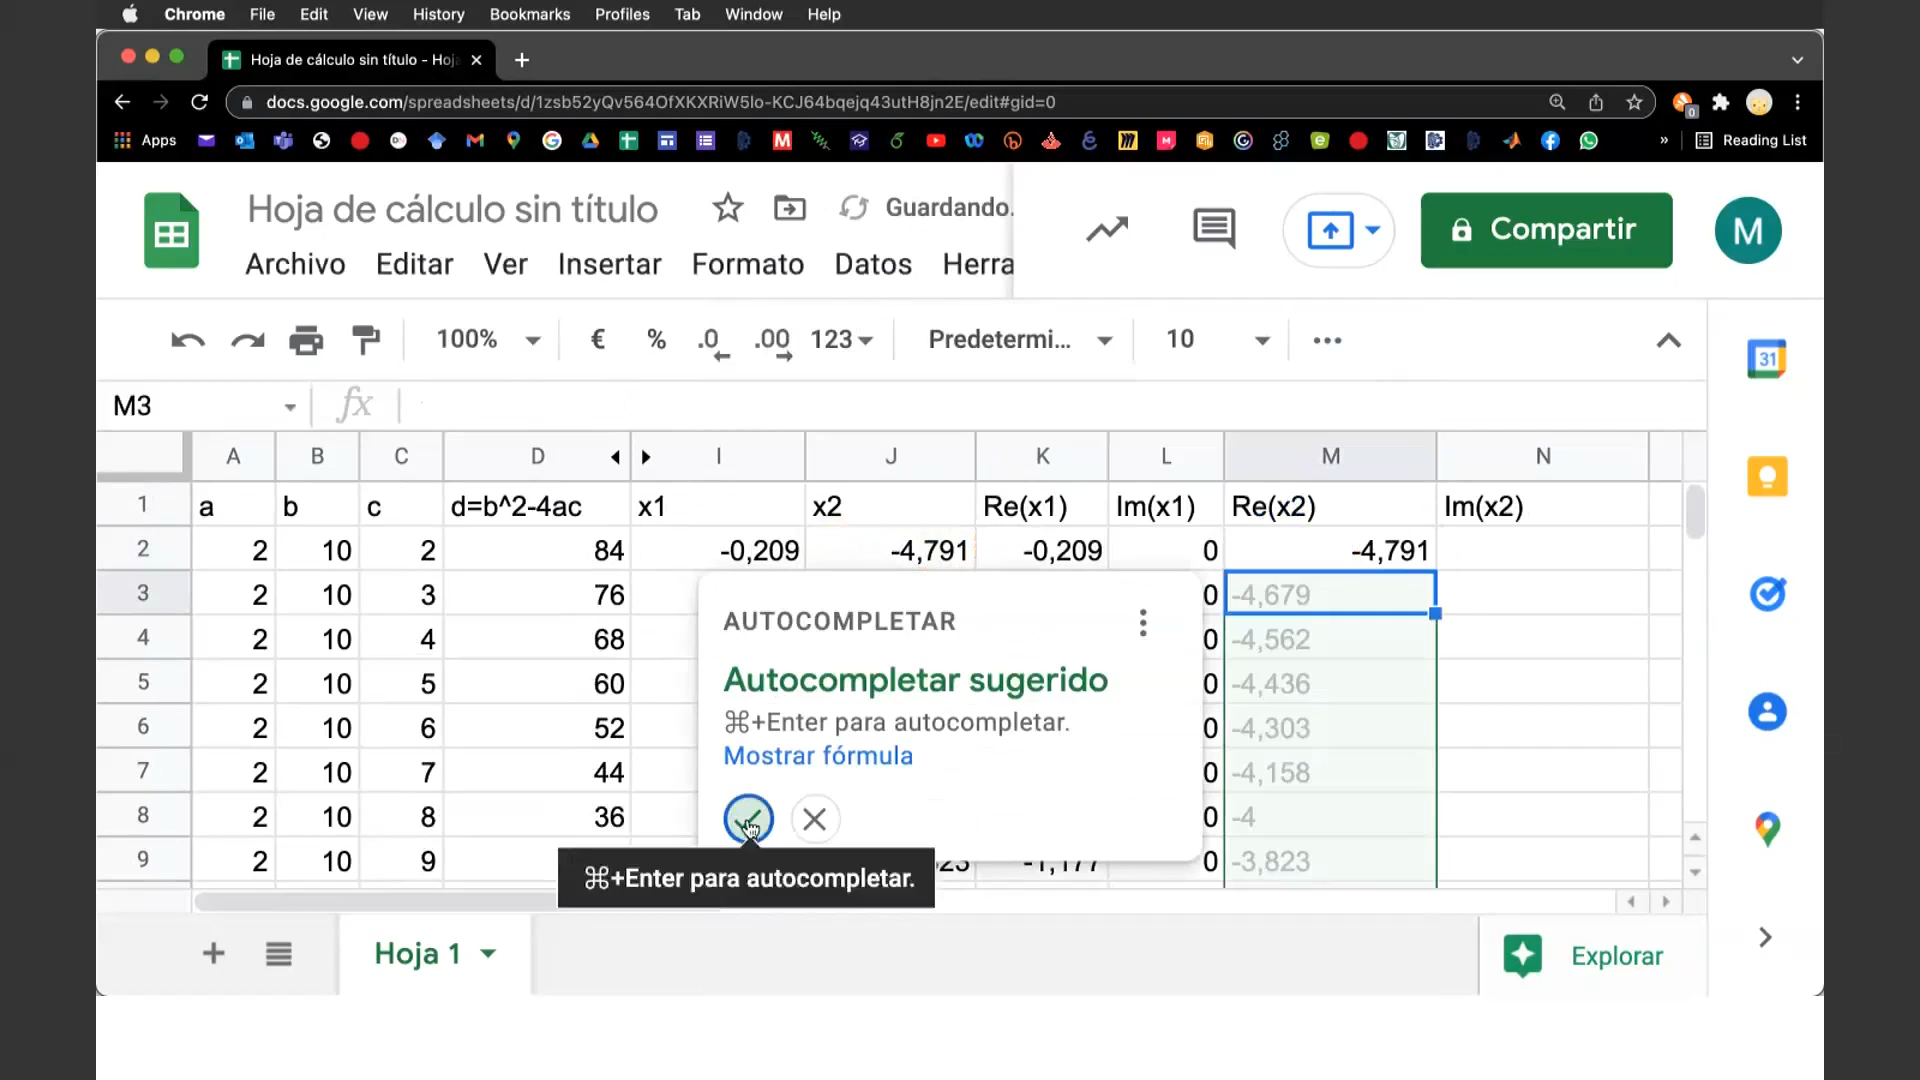 Chrome File Edit View History Bookmarks Profiles Tab Window Help
Hoja de cálculo sin título - Hoj
docs.google.com/spreadsheets/d/1zsb52yQv564OfXKXRiW5Io-KCJ64bqejq43utH8jn2E/edit#gid=0
Apps » Reading List
Hoja de cálculo sin título Guardando.
Compartir M
Archivo Editar Ver Insertar Formato Datos Herra
100% € % .0 .00 123 Predetermi... 10
31
M3 fx
A B C D I J K L M N
1 a b c d=b^2-4ac x1 x2 Re(x1) Im(x1) Re(x2) Im(x2)
2 2 10 2 84 -0,209 -4,791 -0,209 0 -4,791
3 2 10 3 76 0 -4,679
4 2 10 4 68 0 -4,562
5 2 10 5 60 0 -4,436
6 2 10 6 52 0 -4,303
7 2 10 7 44 0 -4,158
8 2 10 8 36 0 -4
9 2 10 9 -1,177 0 -3,823
AUTOCOMPLETAR
Autocompletar sugerido
⌘+Enter para autocompletar.
Mostrar fórmula
⌘+Enter para autocompletar.
Hoja 1
Explorar